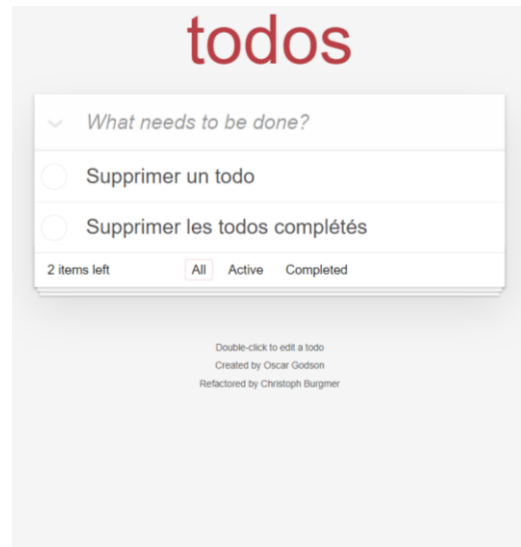 todos
What needs to be done?
Supprimer un todo
Supprimer les todos complétés
2 items left All Active Completed
Double-click to edit a todo
Created by Oscar Godson
Refactored by Christoph Burgmer